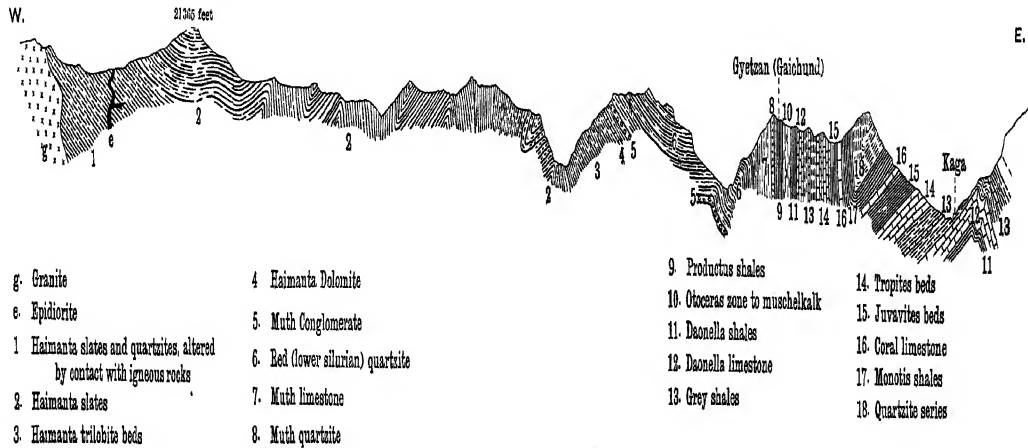 W.
21365 feet
E.
Gyetzan (Gaichund)
8 10 12
15
16
15
Kaga
14
13
18
12
13
11
g
1
e
2
2
2
3
4
5
5
6
7
9 11 13 14 16 17
g. Granite
e. Epidiorite
1 Haimanta slates and quartzites, altered
by contact with igneous rocks
2. Haimanta slates
3. Haimanta trilobite beds
4 Haimanta Dolomite
5. Muth Conglomerate
6. Red (lower silurian) quartzite
7. Muth limestone
8. Muth quartzite
9. Productus shales
10. Otoceras zone to muschelkalk
11. Daonella shales
12. Daonella limestone
13. Grey shales
14. Tropites beds
15. Juvavites beds
16. Coral limestone
17. Monotis shales
18. Quartzite series